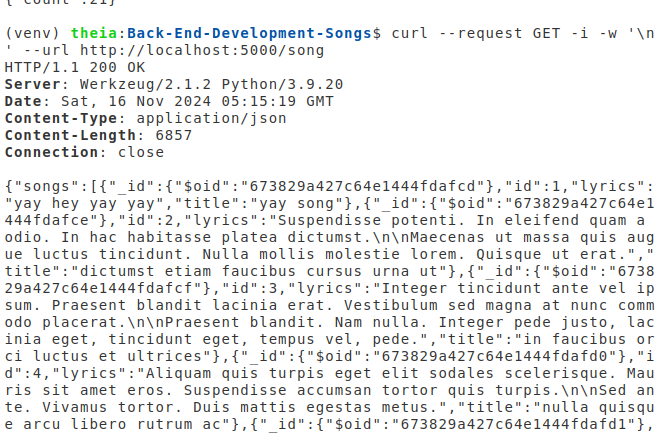 {"count":21}
(venv) theia:Back-End-Development-Songs$ curl --request GET -i -w '\n
' --url http://localhost:5000/song
HTTP/1.1 200 OK
Server: Werkzeug/2.1.2 Python/3.9.20
Date: Sat, 16 Nov 2024 05:15:19 GMT
Content-Type: application/json
Content-Length: 6857
Connection: close
{"songs":[{"_id":{"$oid":"673829a427c64e1444fdafcd"},"id":1,"lyrics":
"yay hey yay yay","title":"yay song"},{"_id":{"$oid":"673829a427c64e1
444fdafce"},"id":2,"lyrics":"Suspendisse potenti. In eleifend quam a 
odio. In hac habitasse platea dictumst.\n\nMaecenas ut massa quis aug
ue luctus tincidunt. Nulla mollis molestie lorem. Quisque ut erat.","
title":"dictumst etiam faucibus cursus urna ut"},{"_id":{"$oid":"6738
29a427c64e1444fdafcf"},"id":3,"lyrics":"Integer tincidunt ante vel ip
sum. Praesent blandit lacinia erat. Vestibulum sed magna at nunc comm
odo placerat.\n\nPraesent blandit. Nam nulla. Integer pede justo, lac
inia eget, tincidunt eget, tempus vel, pede.","title":"in faucibus or
ci luctus et ultrices"},{"_id":{"$oid":"673829a427c64e1444fdafd0"},"i
d":4,"lyrics":"Aliquam quis turpis eget elit sodales scelerisque. Mau
ris sit amet eros. Suspendisse accumsan tortor quis turpis.\n\nSed an
te. Vivamus tortor. Duis mattis egestas metus.","title":"nulla quisqu
e arcu libero rutrum ac"},{"_id":{"$oid":"673829a427c64e1444fdafd1"},